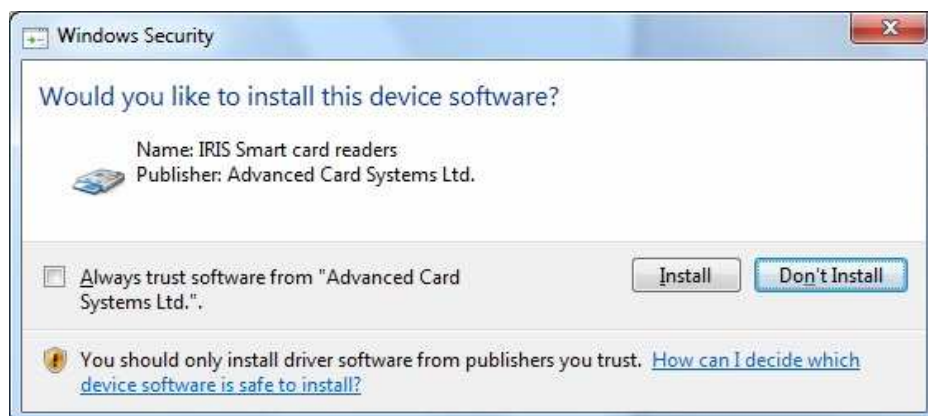 Windows Security
Would you like to install this device software?
Name: IRIS Smart card readers
Publisher: Advanced Card Systems Ltd.
Always trust software from "Advanced Card
Systems Ltd.".
Install
Don't Install
You should only install driver software from publishers you trust. How can I decide which
device software is safe to install?